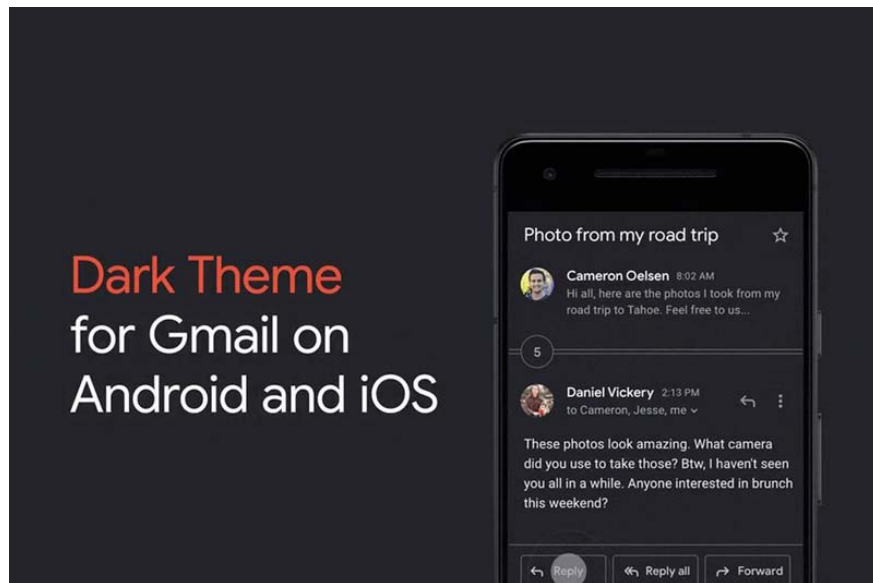 Dark Theme
for Gmail on
Android and iOS
Photo from my road trip
Cameron Oelsen 8:02 AM
Hi all, here are the photos I took from my
road trip to Tahoe. Feel free to us...
5
Daniel Vickery 2:13 PM
to Cameron, Jesse, me
These photos look amazing. What camera
did you use to take those? Btw, I haven't seen
you all in a while. Anyone interested in brunch
this weekend?
Reply Reply all Forward